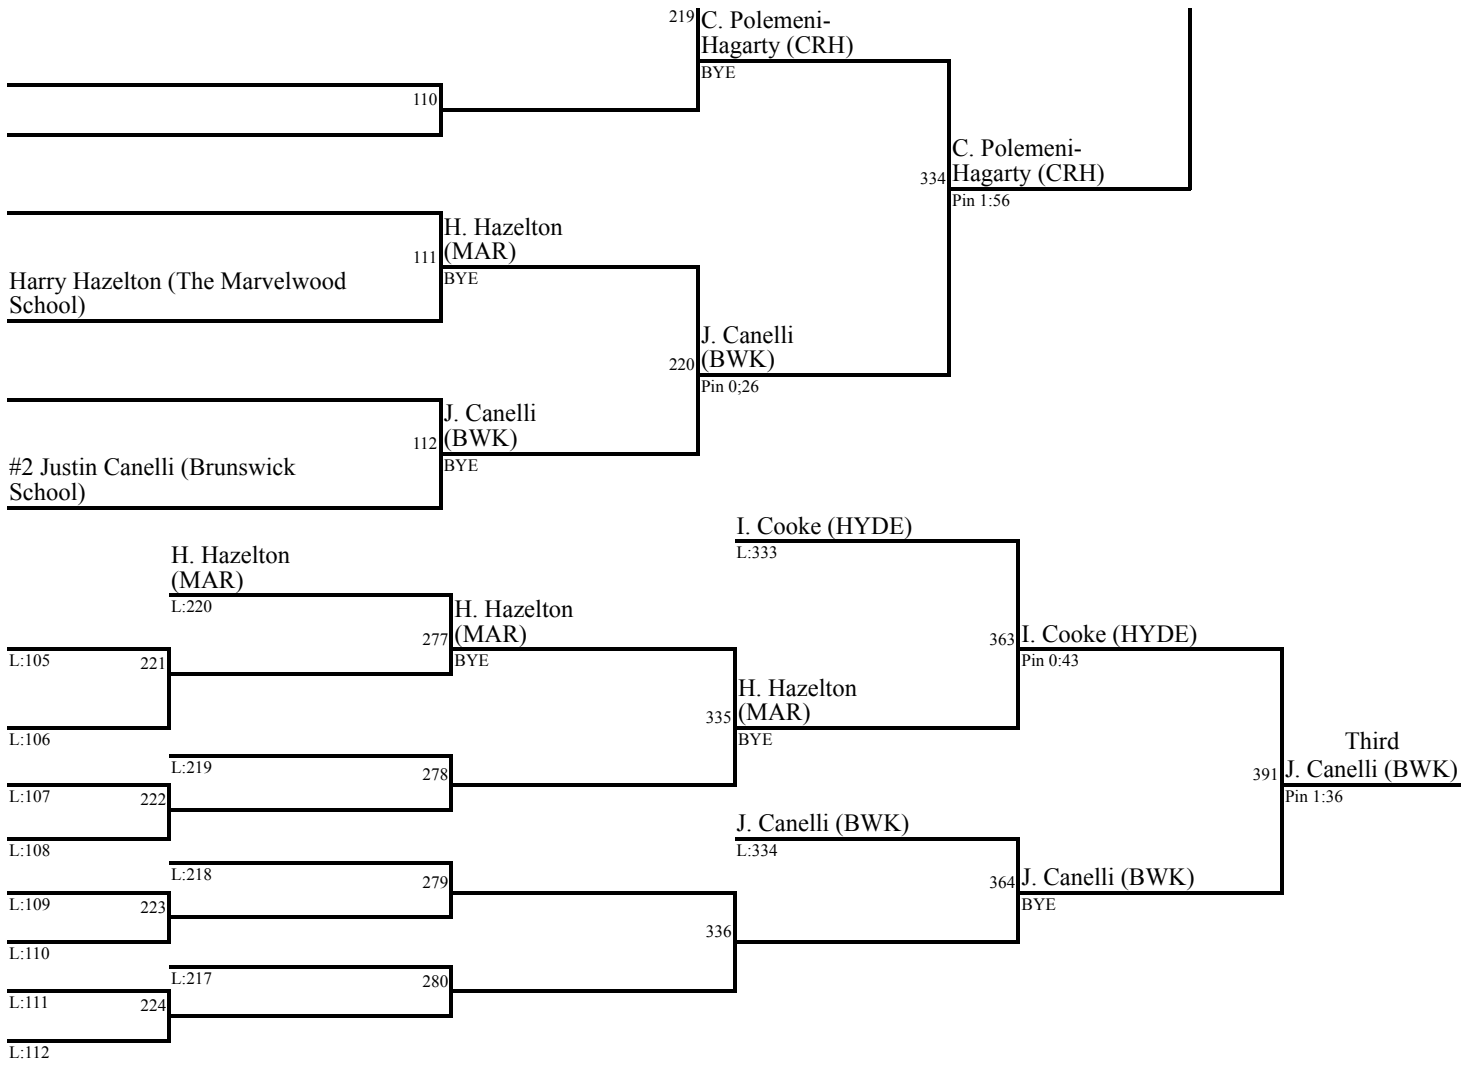 219
C. Polemeni-
Hagarty (CRH)
BYE
110
C. Polemeni-
Hagarty (CRH)
334
Pin 1:56
H. Hazelton
(MAR)
111
BYE
Harry Hazelton (The Marvelwood
School)
J. Canelli
(BWK)
220
Pin 0;26
J. Canelli
(BWK)
112
BYE
#2 Justin Canelli (Brunswick
School)
I. Cooke (HYDE)
L:333
H. Hazelton
(MAR)
L:220
H. Hazelton
(MAR)
277
BYE
363
I. Cooke (HYDE)
Pin 0:43
L:105
221
H. Hazelton
(MAR)
335
BYE
L:106
Third
J. Canelli (BWK)
391
Pin 1:36
L:219
278
L:107
222
J. Canelli (BWK)
L:334
L:108
L:218
279
364
J. Canelli (BWK)
BYE
L:109
223
336
L:110
L:217
280
L:111
224
L:112